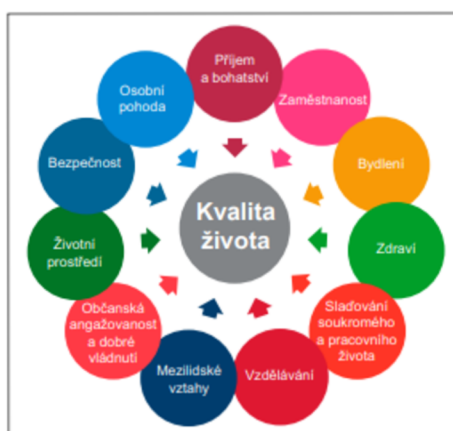 Příjem
a bohatství
Zaměstnanost
Bydlení
Zdraví
Slaďování
soukromého
a pracovního
života
Vzdělávání
Mezilidské
vztahy
Občanská
angažovanost
a dobré
vládnutí
Životní
prostředí
Bezpečnost
Osobní
pohoda
Kvalita
života